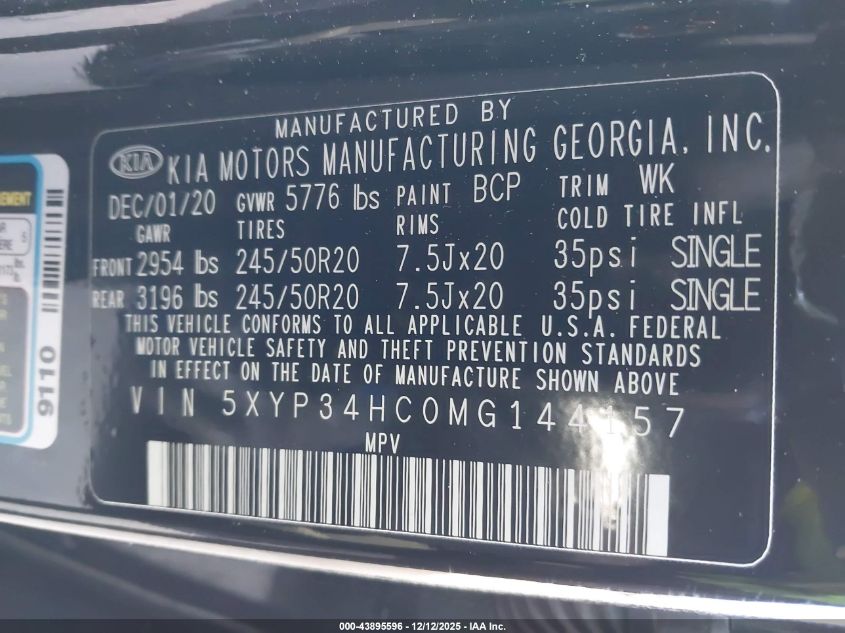 MANUFACTURED BY
KIA KIA MOTORS MANUFACTURING GEORGIA, INC.
DEC/01/20 GVWR 5776 lbs PAINT BCP TRIM WK
GAWR TIRES RIMS COLD TIRE INFL
FRONT 2954 lbs 245/50R20 7.5Jx20 35psi SINGLE
REAR 3196 lbs 245/50R20 7.5Jx20 35psi SINGLE
THIS VEHICLE CONFORMS TO ALL APPLICABLE U.S.A. FEDERAL
MOTOR VEHICLE SAFETY AND THEFT PREVENTION STANDARDS
IN EFFECT ON THE DATE OF MANUFACTURE SHOWN ABOVE
VIN 5XYP34HC0MG144157
MPV
9110
000-43895596 - 12/12/2025 - IAA Inc.